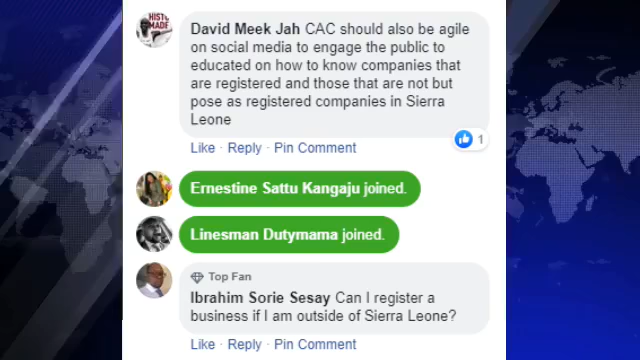 HISTO
MADE
David Meek Jah CAC should also be agile
on social media to engage the public to
educated on how to know companies that
are registered and those that are not but
pose as registered companies in Sierra
Leone
1
Like · Reply · Pin Comment
Ernestine Sattu Kangaju joined.
Linesman Dutymama joined.
Top Fan
Ibrahim Sorie Sesay Can I register a
business if I am outside of Sierra Leone?
Like · Reply · Pin Comment